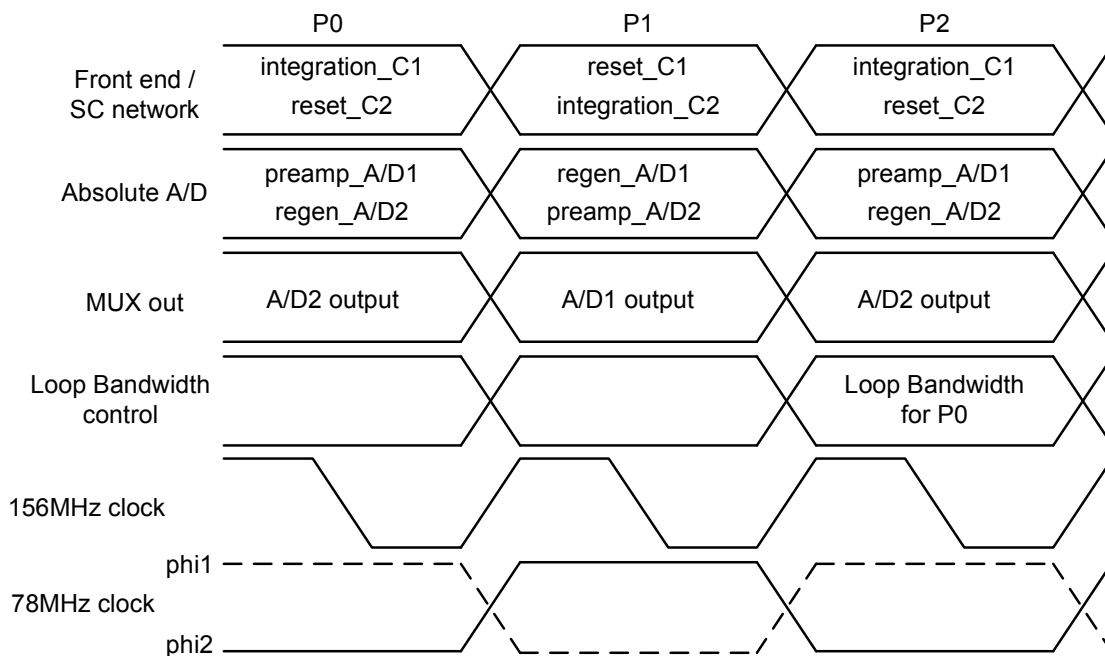 P0
P1
P2
Front end /
SC network
integration_C1
reset_C2
reset_C1
integration_C2
integration_C1
reset_C2
Absolute A/D
preamp_A/D1
regen_A/D2
regen_A/D1
preamp_A/D2
preamp_A/D1
regen_A/D2
MUX out
A/D2 output
A/D1 output
A/D2 output
Loop Bandwidth
control
Loop Bandwidth
for P0
156MHz clock
phi1
78MHz clock
phi2